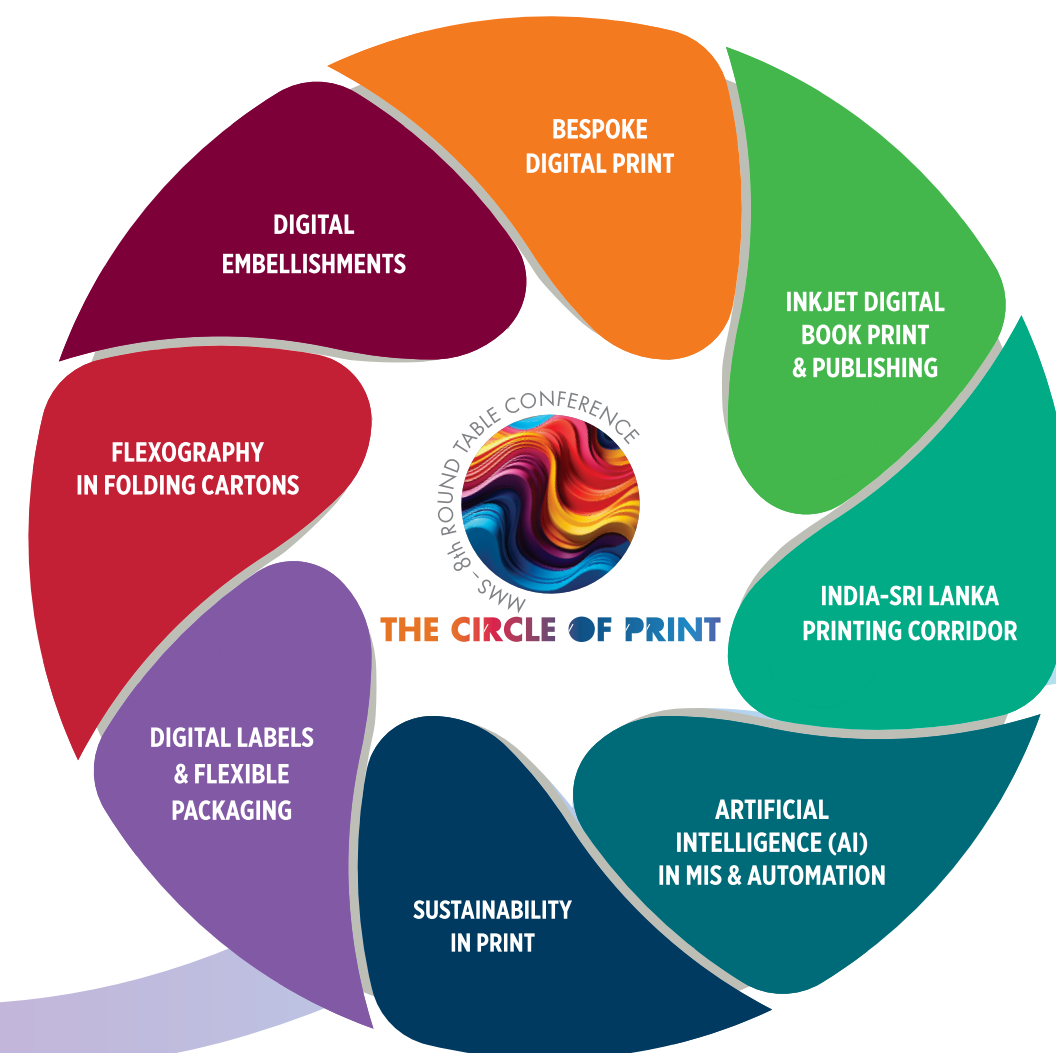 BESPOKE
DIGITAL PRINT
DIGITAL
EMBELLISHMENTS
INKJET DIGITAL
BOOK PRINT
& PUBLISHING
FLEXOGRAPHY
IN FOLDING CARTONS
MMS - 8th ROUND TABLE CONFERENCE
THE CIRCLE OF PRINT
INDIA-SRI LANKA
PRINTING CORRIDOR
DIGITAL LABELS
& FLEXIBLE
PACKAGING
ARTIFICIAL
INTELLIGENCE (AI)
IN MIS & AUTOMATION
SUSTAINABILITY
IN PRINT